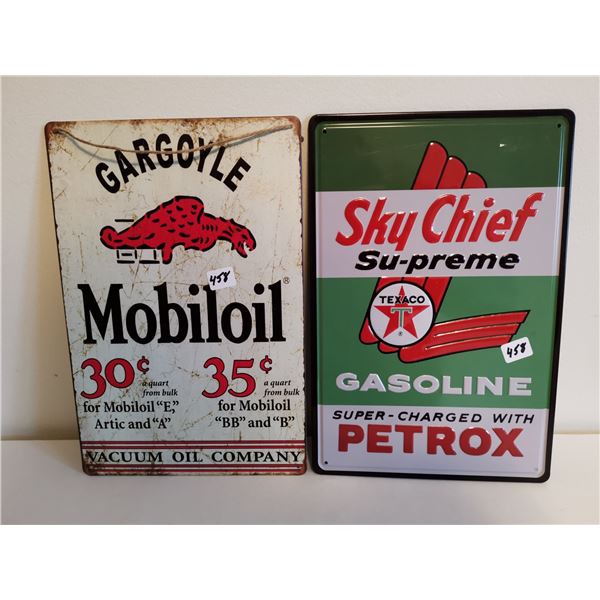 GARGOYLE
458
Mobiloil®
30¢ a quart from bulk
35¢ a quart from bulk
for Mobiloil "E,"
Artic and "A"
for Mobiloil
"BB" and "B"
VACUUM OIL COMPANY
Sky Chief
Su-preme
TEXACO
T
®
458
GASOLINE
SUPER-CHARGED WITH
PETROX